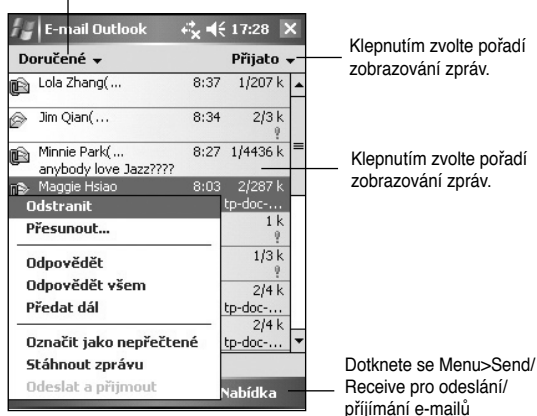 E-mail Outlook 17:28
Doručené Přijato
Klepnutím zvolte pořadí
zobrazování zpráv.
Lola Zhang(... 8:37 1/207 k
Jim Qian(... 8:34 2/3 k
Minnie Park(... 8:27 1/4436 k
anybody love Jazz????
Klepnutím zvolte pořadí
zobrazování zpráv.
Maggie Hsiao 8:03 2/287 k
tp-doc-...
1 k
1/3 k
2/4 k
tp-doc-...
2/4 k
tp-doc-...
Odstranit
Přesunout...
Odpovědět
Odpovědět všem
Předat dál
Označit jako nepřečtené
Stáhnout zprávu
Odeslat a přijmout
Nabídka
Dotknete se Menu>Send/
Receive pro odeslání/
příjímání e-mailů